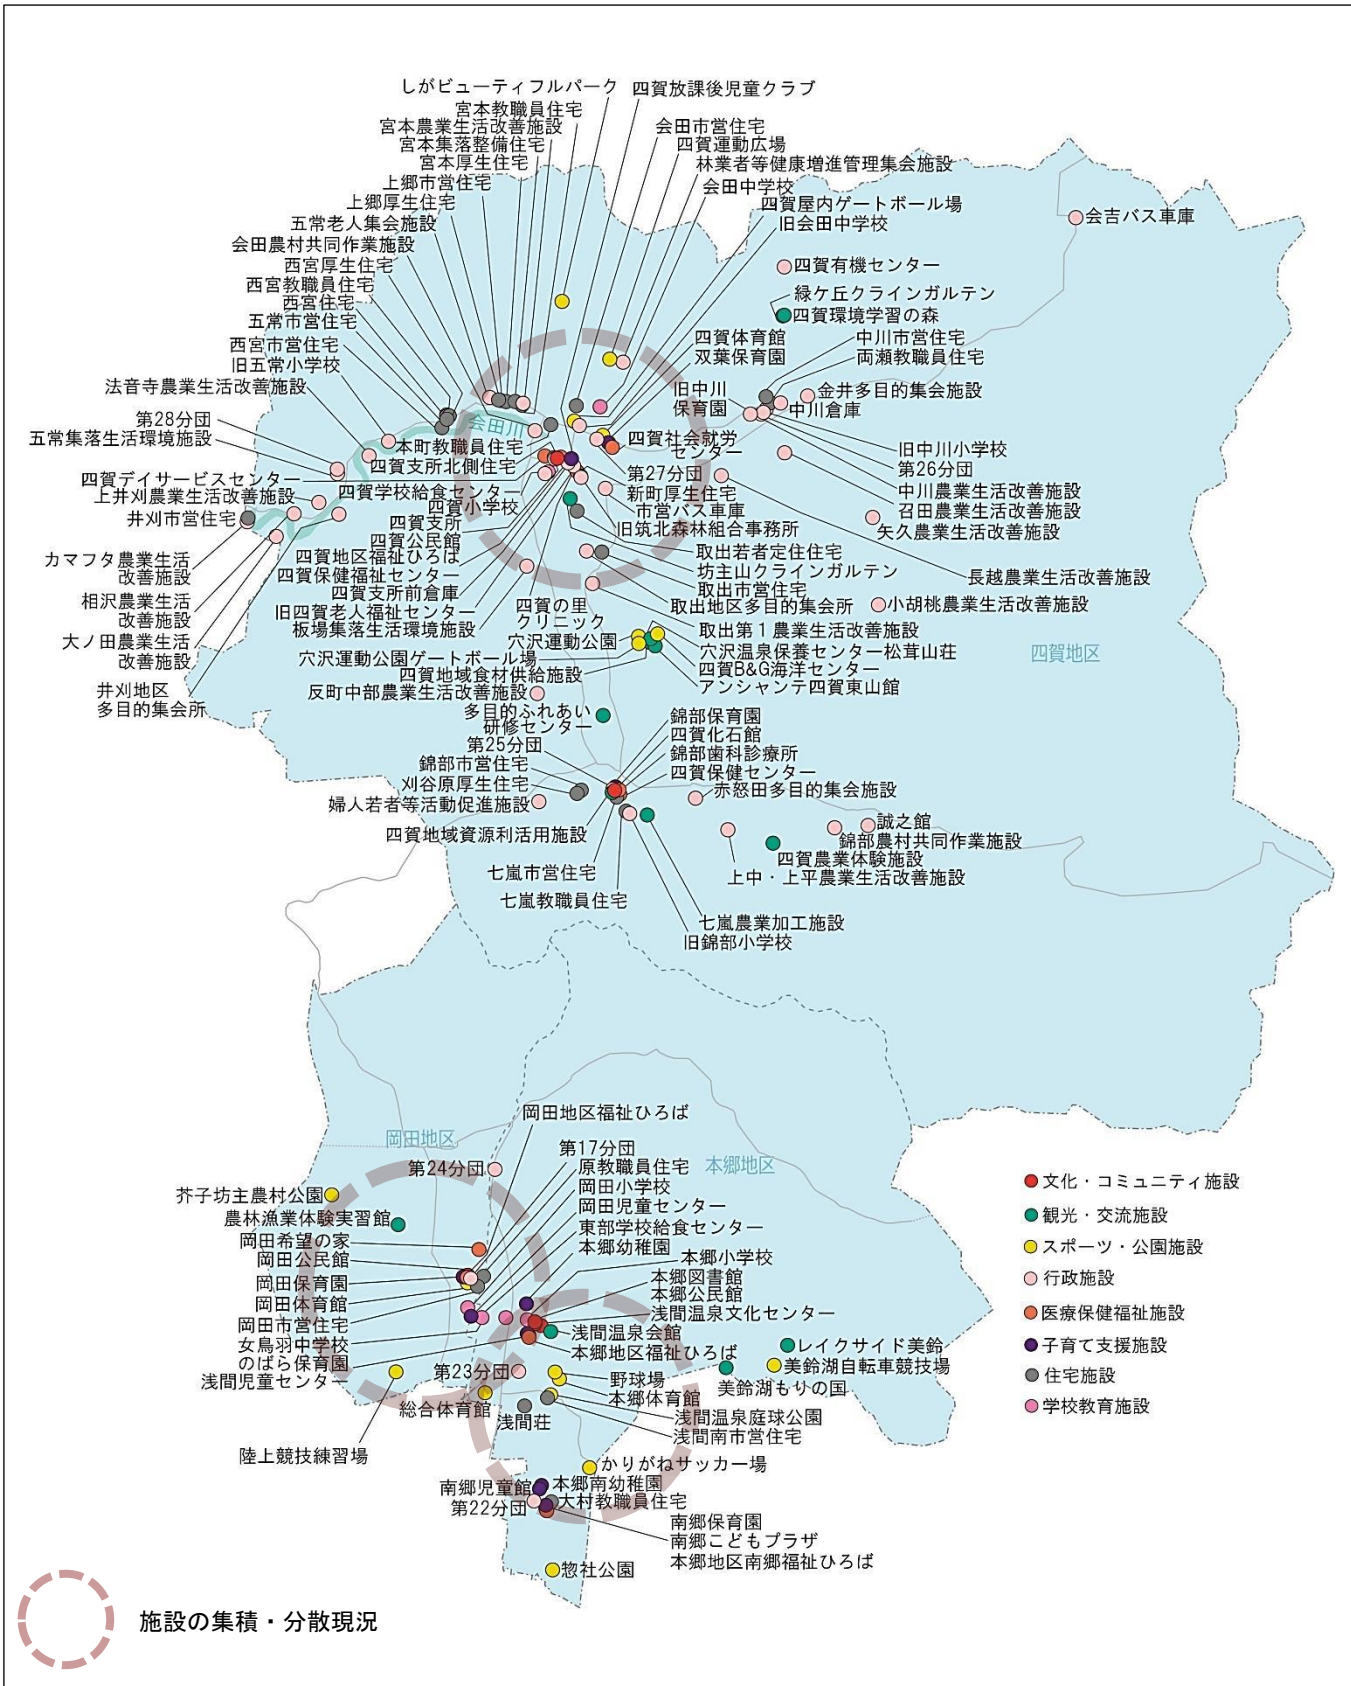 しがビューティフルパーク
四賀放課後児童クラブ
宮本教職員住宅
宮本農業生活改善施設
宮本集落整備住宅
宮本厚生住宅
上郷市営住宅
上郷厚生住宅
五常老人集会施設
会田農村共同作業施設
西宮厚生住宅
西宮教職員住宅
西宮住宅
五常市営住宅
西宮市営住宅
旧五常小学校
法音寺農業生活改善施設
第28分団
五常集落生活環境施設
四賀デイサービスセンター
上井刈農業生活改善施設
井刈市営住宅
カマフタ農業生活
改善施設
相沢農業生活
改善施設
大ノ田農業生活
改善施設
井刈地区
多目的集会所
会田市営住宅
四賀運動広場
林業者等健康増進管理集会施設
会田中学校
四賀屋内ゲートボール場
旧会田中学校
会吉バス車庫
四賀有機センター
緑ケ丘クラインガルテン
四賀環境学習の森
四賀体育館
双葉保育園
中川市営住宅
両瀬教職員住宅
旧中川
保育園
金井多目的集会施設
中川倉庫
会田川
本町教職員住宅
四賀支所北側住宅
四賀学校給食センター
四賀小学校
四賀支所
四賀公民館
四賀地区福祉ひろば
四賀保健福祉センター
四賀支所前倉庫
旧四賀老人福祉センター
板場集落生活環境施設
四賀社会就労
センター
第27分団
新町厚生住宅
市営バス車庫
旧筑北森林組合事務所
旧中川小学校
第26分団
中川農業生活改善施設
召田農業生活改善施設
矢久農業生活改善施設
取出若者定住住宅
坊主山クラインガルテン
取出市営住宅
取出地区多目的集会所
長越農業生活改善施設
小胡桃農業生活改善施設
四賀の里
クリニック
穴沢運動公園
取出第1農業生活改善施設
穴沢温泉保養センター松茸山荘
四賀B&G海洋センター
アンシャンテ四賀東山館
四賀地区
穴沢運動公園ゲートボール場
四賀地域食材供給施設
反町中部農業生活改善施設
多目的ふれあい
研修センター
第25分団
錦部市営住宅
刈谷原厚生住宅
婦人若者等活動促進施設
四賀地域資源利活用施設
七嵐市営住宅
七嵐教職員住宅
錦部保育園
四賀化石館
錦部歯科診療所
四賀保健センター
赤怒田多目的集会施設
誠之館
錦部農村共同作業施設
四賀農業体験施設
上中・上平農業生活改善施設
七嵐農業加工施設
旧錦部小学校
岡田地区福祉ひろば
岡田地区
第17分団
原教職員住宅
岡田小学校
岡田児童センター
東部学校給食センター
本郷幼稚園
本郷地区
第24分団
芥子坊主農村公園
農林漁業体験実習館
岡田希望の家
岡田公民館
岡田保育園
岡田体育館
岡田市営住宅
女鳥羽中学校
のばら保育園
浅間児童センター
本郷小学校
本郷図書館
本郷公民館
浅間温泉文化センター
浅間温泉会館
本郷地区福祉ひろば
レイクサイド美鈴
美鈴湖自転車競技場
美鈴湖もりの国
第23分団
野球場
本郷体育館
総合体育館
浅間荘
浅間温泉庭球公園
浅間南市営住宅
陸上競技練習場
かりがねサッカー場
南郷児童館
本郷南幼稚園
第22分団
大村教職員住宅
南郷保育園
南郷こどもプラザ
本郷地区南郷福祉ひろば
惣社公園
文化・コミュニティ施設
観光・交流施設
スポーツ・公園施設
行政施設
医療保健福祉施設
子育て支援施設
住宅施設
学校教育施設
施設の集積・分散現況